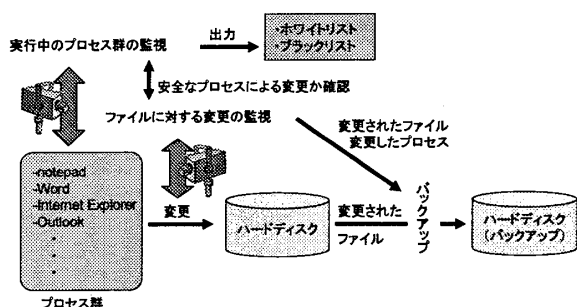 実行中のプロセス群の監視
出力
・ホワイトリスト
・ブラックリスト
安全なプロセスによる変更か確認
ファイルに対する変更の監視
変更されたファイル
変更したプロセス
-notepad
-Word
-Internet Explorer
-Outlook
・
・
・
変更
ハードディスク
変更された
ファイル
バックアップ
ハードディスク
(バックアップ)
プロセス群